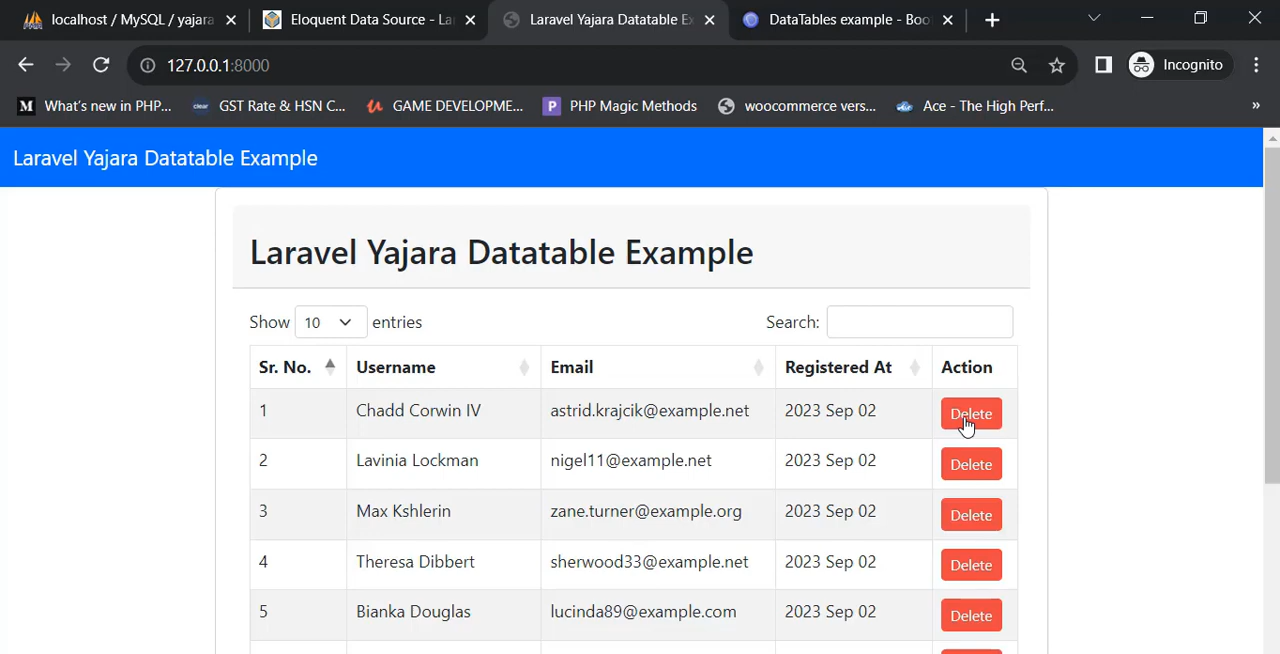 localhost / MySQL / yajara
Eloquent Data Source - La
Laravel Yajara Datatable Ex
DataTables example - Boo
127.0.0.1:8000
Incognito
What's new in PHP...
GST Rate & HSN C...
GAME DEVELOPME...
PHP Magic Methods
woocommerce vers...
Ace - The High Perf...
»
Laravel Yajara Datatable Example
Laravel Yajara Datatable Example
Show 10 entries
Search:
Sr. No. Username Email Registered At Action
1 Chadd Corwin IV astrid.krajcik@example.net 2023 Sep 02 Delete
2 Lavinia Lockman nigel11@example.net 2023 Sep 02 Delete
3 Max Kshlerin zane.turner@example.org 2023 Sep 02 Delete
4 Theresa Dibbert sherwood33@example.net 2023 Sep 02 Delete
5 Bianka Douglas lucinda89@example.com 2023 Sep 02 Delete